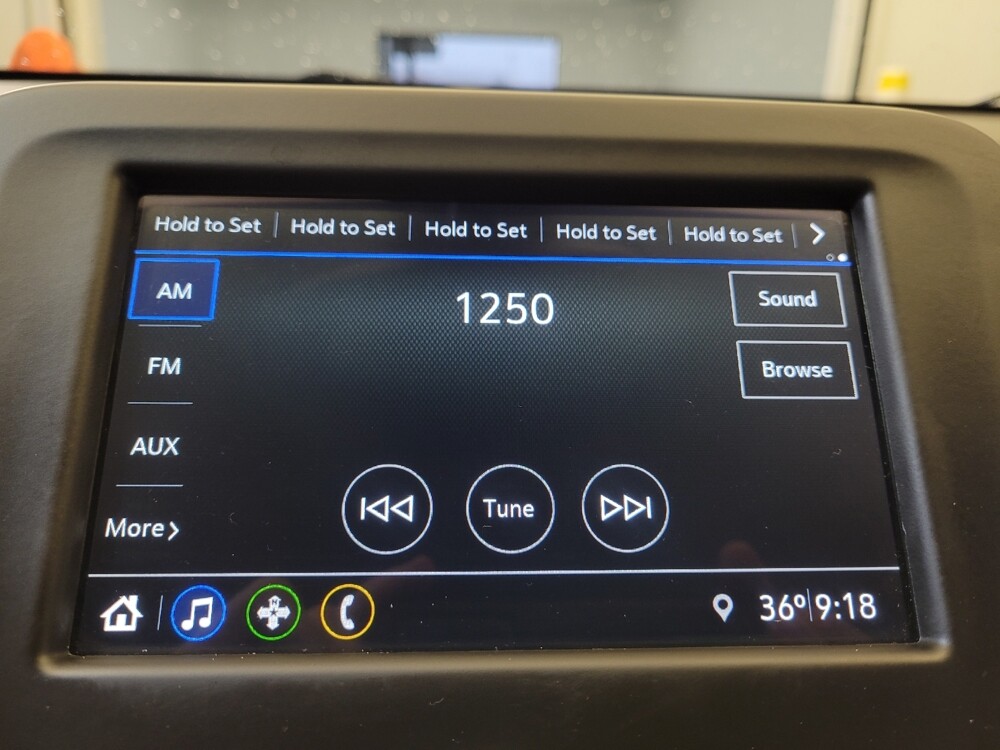 Hold to Set Hold to Set Hold to Set Hold to Set Hold to Set
AM
1250
Sound
FM
Browse
AUX
Tune
More
N
36° 9:18